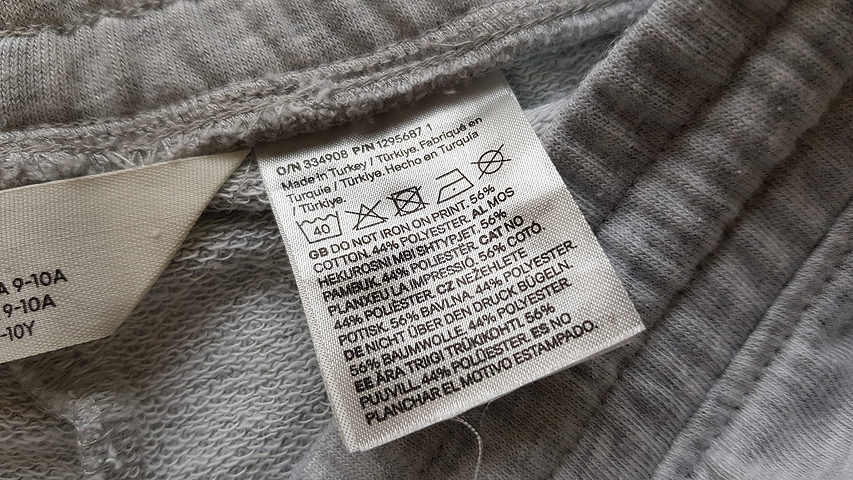 A 9-10A
9-10A
-10Y
O/N 334908 P/N 1295687 1
Made in Turkey / Türkiye. Fabriqué en
Turquie / Türkiye. Hecho en Turquía
/ Türkiye.
40
GB DO NOT IRON ON PRINT. 56%
COTTON. 44% POLYESTER. AL MOS
HEKUROSNI MBI SHTYPJET. 56%
PAMBUK. 44% POLIESTËR. CAT NO
PLANXEU LA IMPRESSIÓ. 56% COTÓ.
44% POLIÈSTER. CZ NEŽEHLETE
POTISK. 56% BAVLNA. 44% POLYESTER.
DE NICHT ÜBER DEN DRUCK BÜGELN.
56% BAUMWOLLE. 44% POLYESTER.
EE ÄRA TRIIGI TRÜKIKOHTI. 56%
PUUVILL. 44% POLÜESTER. ES NO
PLANCHAR EL MOTIVO ESTAMPADO.